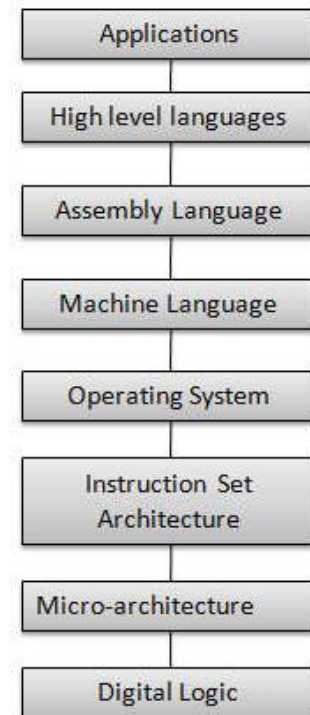 Applications
High level languages
Assembly Language
Machine Language
Operating System
Instruction Set
Architecture
Micro-architecture
Digital Logic